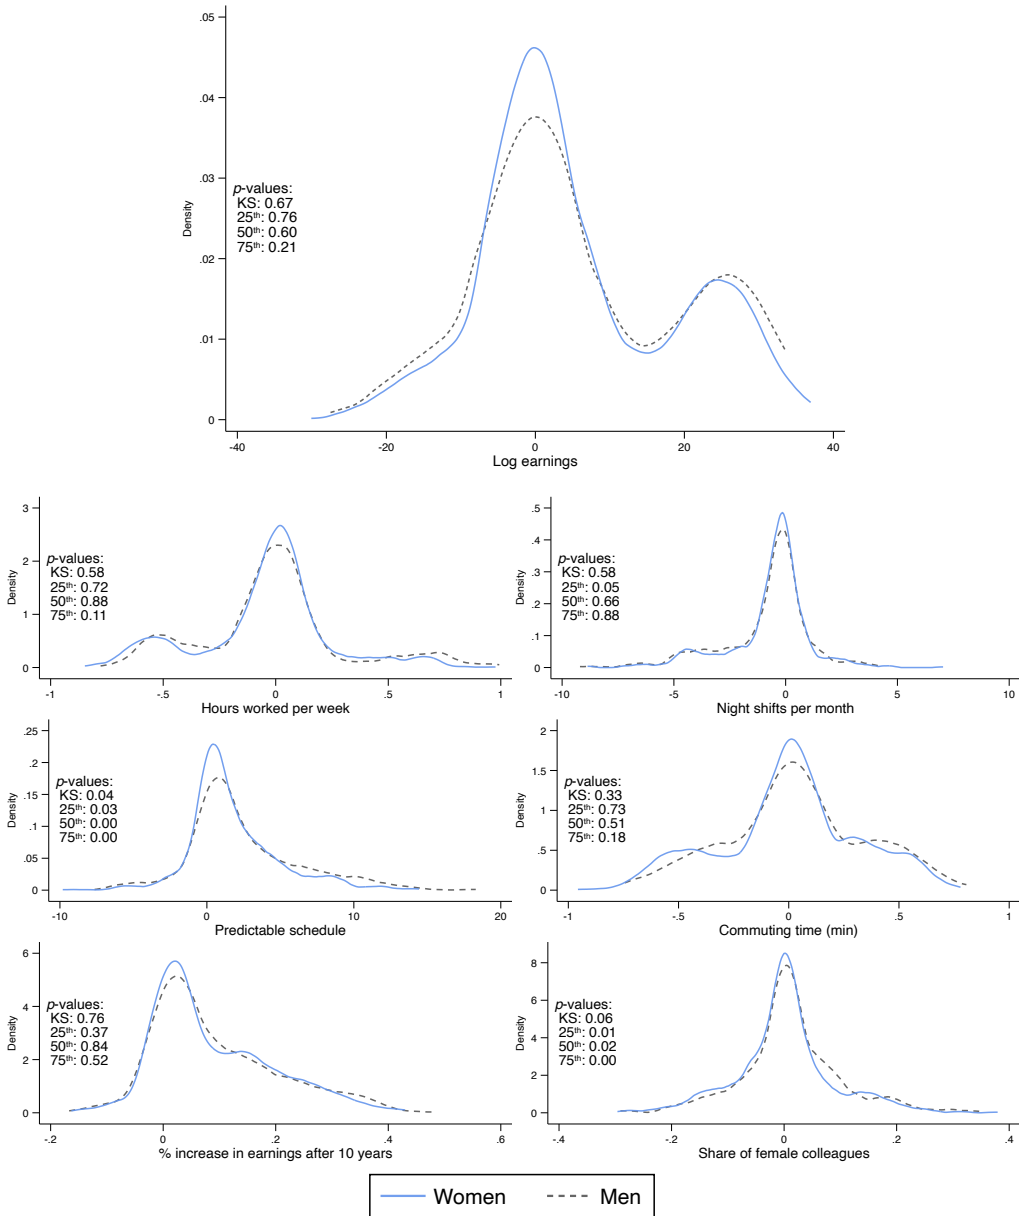 .05
.04
.03
.02
.01
0
Density
p-values:
KS: 0.67
25th: 0.76
50th: 0.60
75th: 0.21
-40
-20
0
20
40
Log earnings
3
2
1
0
Density
p-values:
KS: 0.58
25th: 0.72
50th: 0.88
75th: 0.11
-1
-.5
0
.5
1
Hours worked per week
.5
.4
.3
.2
.1
0
Density
p-values:
KS: 0.58
25th: 0.05
50th: 0.66
75th: 0.88
-10
-5
0
5
10
Night shifts per month
.25
.2
.15
.1
.05
0
Density
p-values:
KS: 0.04
25th: 0.03
50th: 0.00
75th: 0.00
-10
0
10
20
Predictable schedule
2
1.5
1
.5
0
Density
p-values:
KS: 0.33
25th: 0.73
50th: 0.51
75th: 0.18
-1
-.5
0
.5
1
Commuting time (min)
6
4
2
0
Density
p-values:
KS: 0.76
25th: 0.37
50th: 0.84
75th: 0.52
-.2
0
.2
.4
.6
% increase in earnings after 10 years
8
6
4
2
0
Density
p-values:
KS: 0.06
25th: 0.01
50th: 0.02
75th: 0.00
-.4
-.2
0
.2
.4
Share of female colleagues
Women
Men